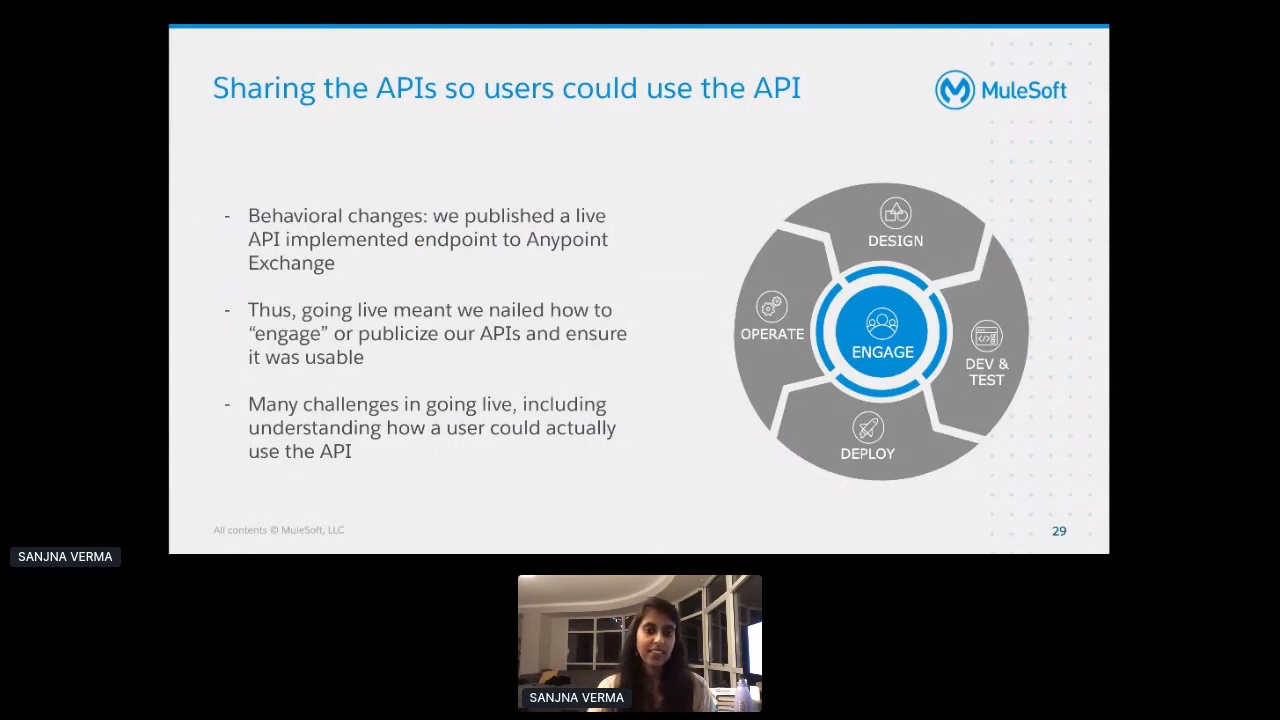 Sharing the APIs so users could use the API
MuleSoft
- Behavioral changes: we published a live
API implemented endpoint to Anypoint
Exchange
- Thus, going live meant we nailed how to
“engage” or publicize our APIs and ensure
it was usable
- Many challenges in going live, including
understanding how a user could actually
use the API
DESIGN
OPERATE
ENGAGE
DEV &
TEST
DEPLOY
All contents © MuleSoft, LLC
29
SANJNA VERMA
SANJNA VERMA